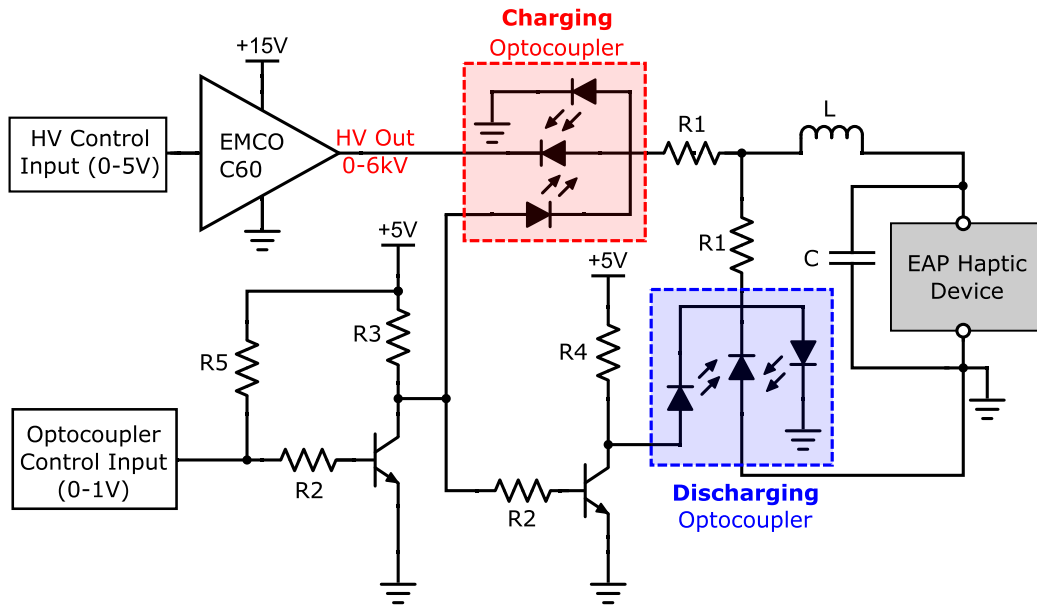 Charging
Optocoupler
+15V
HV Control
Input (0-5V)
EMCO
C60
HV Out
0-6kV
R1
L
R1
C
EAP Haptic
Device
+5V
+5V
R3
R4
R5
Optocoupler
Control Input
(0-1V)
R2
R2
Discharging
Optocoupler